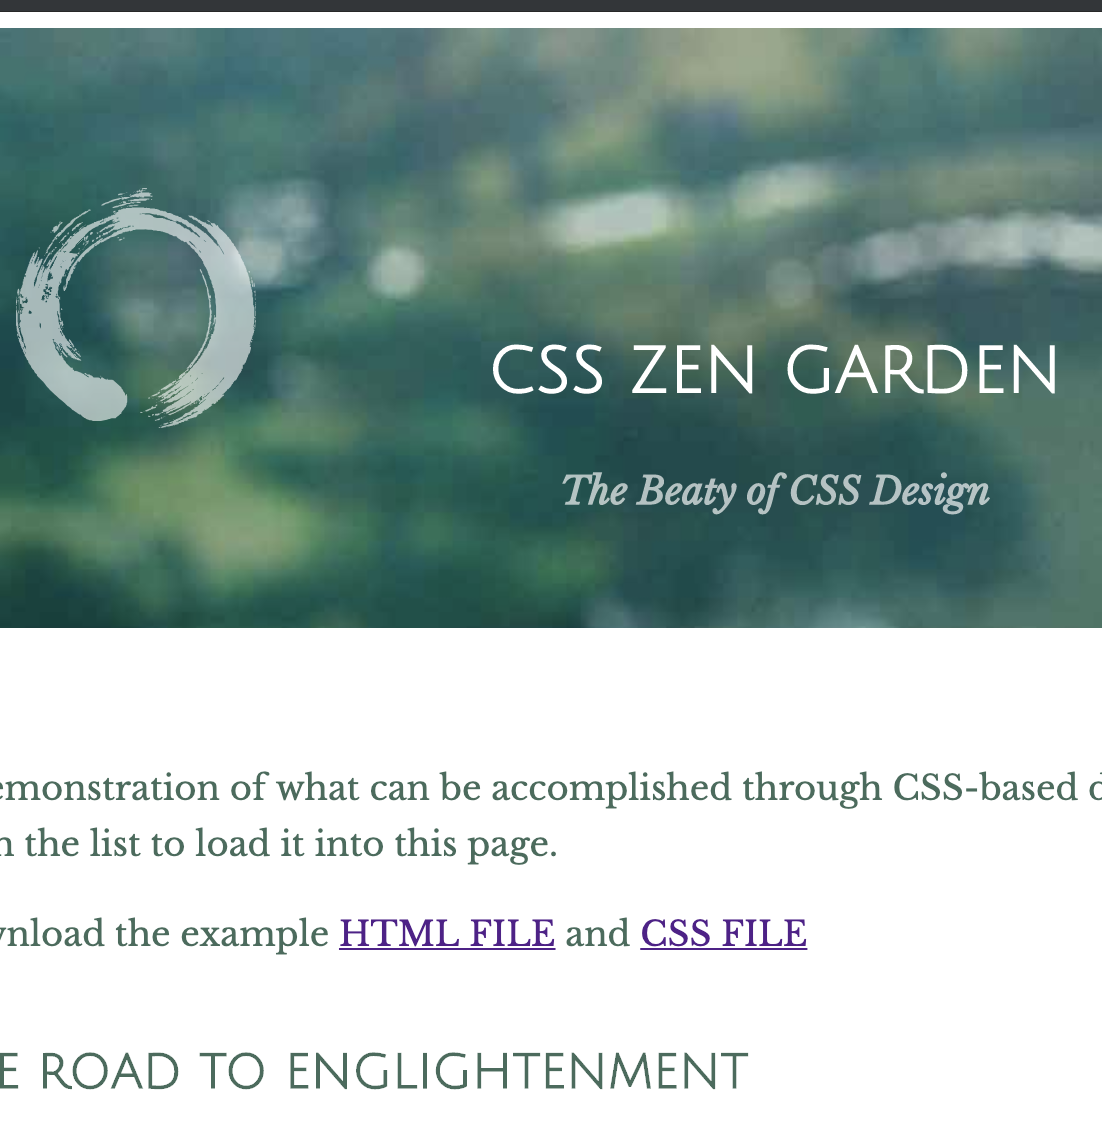 CSS ZEN GARDEN
The Beaty of CSS Design
emonstration of what can be accomplished through CSS-based
the list to load it into this page.
wnload the example HTML FILE and CSS FILE
E ROAD TO ENGLIGHTENMENT